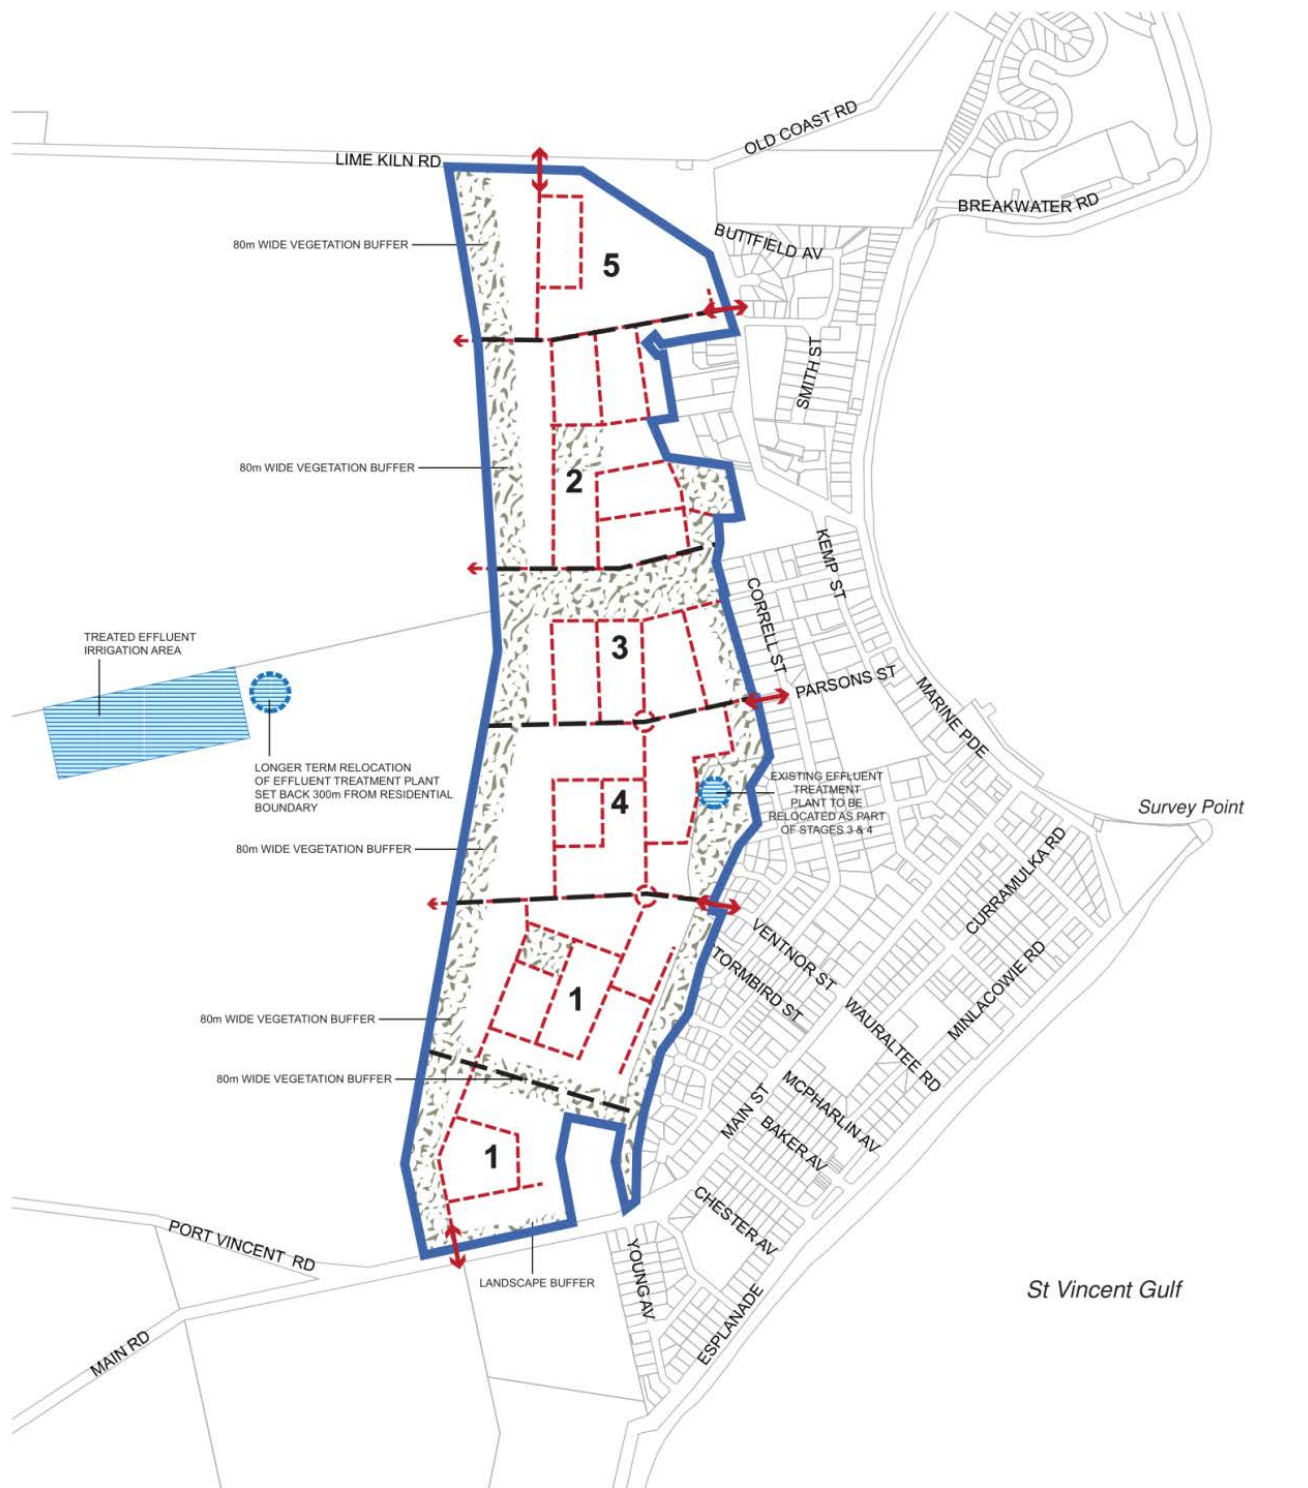 OLD COAST RD
LIME KILN RD
BREAKWATER RD
BUTTFIELD AV
80m WIDE VEGETATION BUFFER
5
SMITH ST
80m WIDE VEGETATION BUFFER
2
KEMP ST
CORRELL ST
TREATED EFFLUENT
IRRIGATION AREA
3
PARSONS ST
MARINE PDE
LONGER TERM RELOCATION
OF EFFLUENT TREATMENT PLANT
SET BACK 300m FROM RESIDENTIAL
BOUNDARY
EXISTING EFFLUENT
TREATMENT
PLANT TO BE
RELOCATED AS PART
OF STAGES 3 & 4
4
Survey Point
80m WIDE VEGETATION BUFFER
CURRAMULKA RD
VENTNOR ST
TORMBIRD ST
MINLACOWIE RD
1
WAURALTEE RD
80m WIDE VEGETATION BUFFER
80m WIDE VEGETATION BUFFER
MAIN ST
MCPHARLIN AV
BAKER AV
1
CHESTER AV
PORT VINCENT RD
YOUNG AV
LANDSCAPE BUFFER
St Vincent Gulf
ESPLANADE
MAIN RD